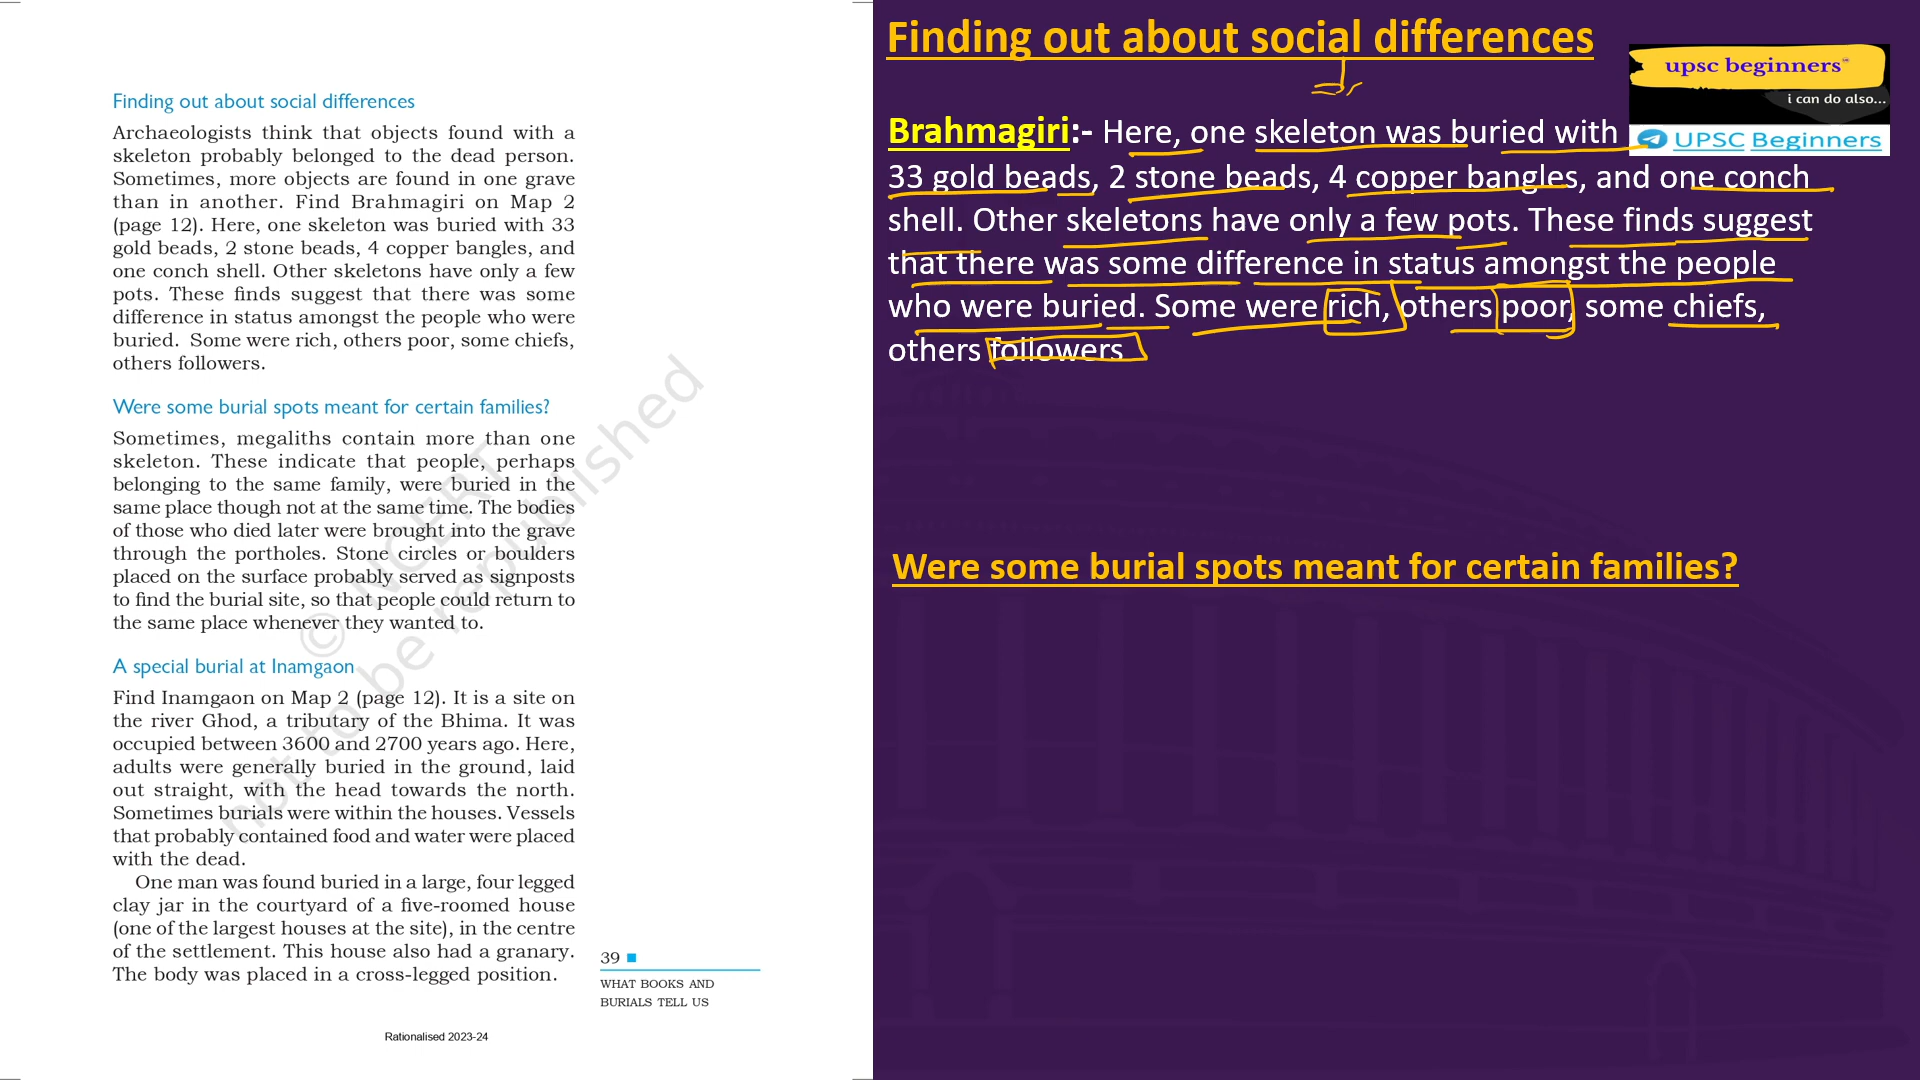 Finding out about social differences
Archaeologists think that objects found with a
skeleton probably belonged to the dead person.
Sometimes, more objects are found in one grave
than in another. Find Brahmagiri on Map 2
(page 12). Here, one skeleton was buried with 33
gold beads, 2 stone beads, 4 copper bangles, and
one conch shell. Other skeletons have only a few
pots. These finds suggest that there was some
difference in status amongst the people who were
buried. Some were rich, others poor, some chiefs,
others followers.
Were some burial spots meant for certain families?
Sometimes, megaliths contain more than one
skeleton. These indicate that people, perhaps
belonging to the same family, were buried in the
same place though not at the same time. The bodies
of those who died later were brought into the grave
through the portholes. Stone circles or boulders
placed on the surface probably served as signposts
to find the burial site, so that people could return to
the same place whenever they wanted to.
A special burial at Inamgaon
Find Inamgaon on Map 2 (page 12). It is a site on
the river Ghod, a tributary of the Bhima. It was
occupied between 3600 and 2700 years ago. Here,
adults were generally buried in the ground, laid
out straight, with the head towards the north.
Sometimes burials were within the houses. Vessels
that probably contained food and water were placed
with the dead.
One man was found buried in a large, four legged
clay jar in the courtyard of a five-roomed house
(one of the largest houses at the site), in the centre
of the settlement. This house also had a granary.
The body was placed in a cross-legged position.
39
WHAT BOOKS AND
BURIALS TELL US
Rationalised 2023-24
© NCERT
not to be republished
Finding out about social differences
upsc beginners
i can do also...
UPSC Beginners
Brahmagiri:- Here, one skeleton was buried with
33 gold beads, 2 stone beads, 4 copper bangles, and one conch
shell. Other skeletons have only a few pots. These finds suggest
that there was some difference in status amongst the people
who were buried. Some were rich, others poor, some chiefs,
others followers
Were some burial spots meant for certain families?